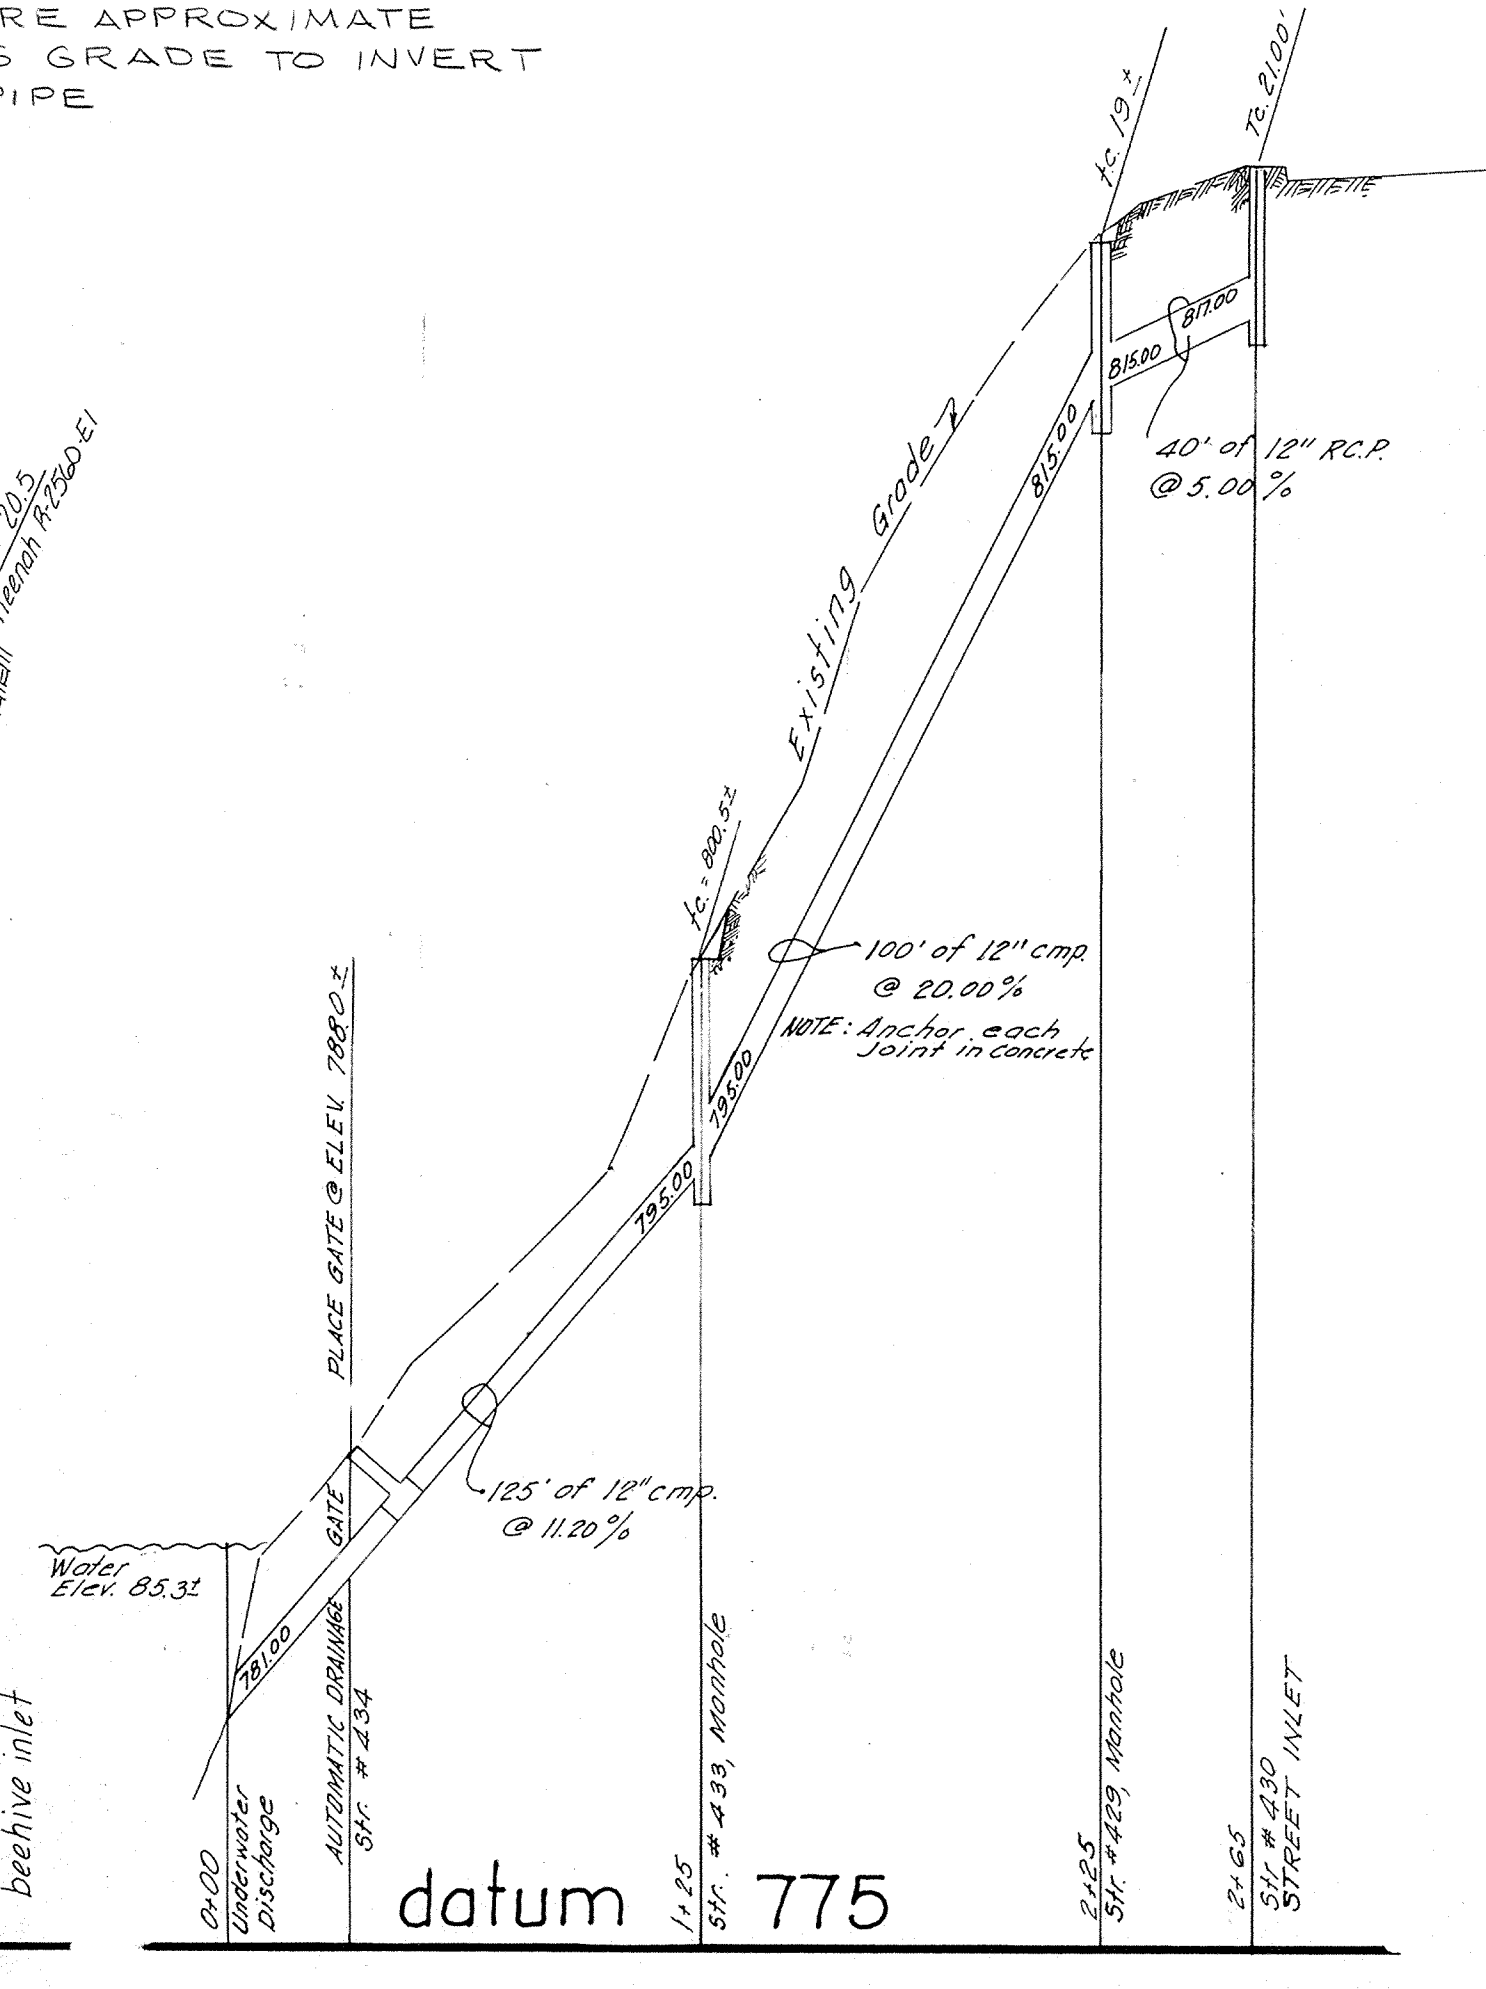 RE APPROXIMATE
S GRADE TO INVERT
PIPE
t.c. 19 ±
T.C. 21.00'
20.5
Neenah R-2560-E1
817.00
815.00
40' of 12" R.C.P.
@ 5.00 %
815.00
Existing Grade
t.c. = 800.5±
100' of 12" cmp.
@ 20.00%
NOTE: Anchor each
Joint in concrete
795.00
795.00
PLACE GATE @ ELEV. 788.0 ±
125' of 12" cmp.
@ 11.20%
Water
Elev. 85.3±
781.00
beehive inlet
0+00
Underwater
Discharge
AUTOMATIC DRAINAGE GATE
Str. # 434
datum 775
1+25
Str. # 433, Manhole
2+25
Str. #429, Manhole
2+65
Str # 430
STREET INLET